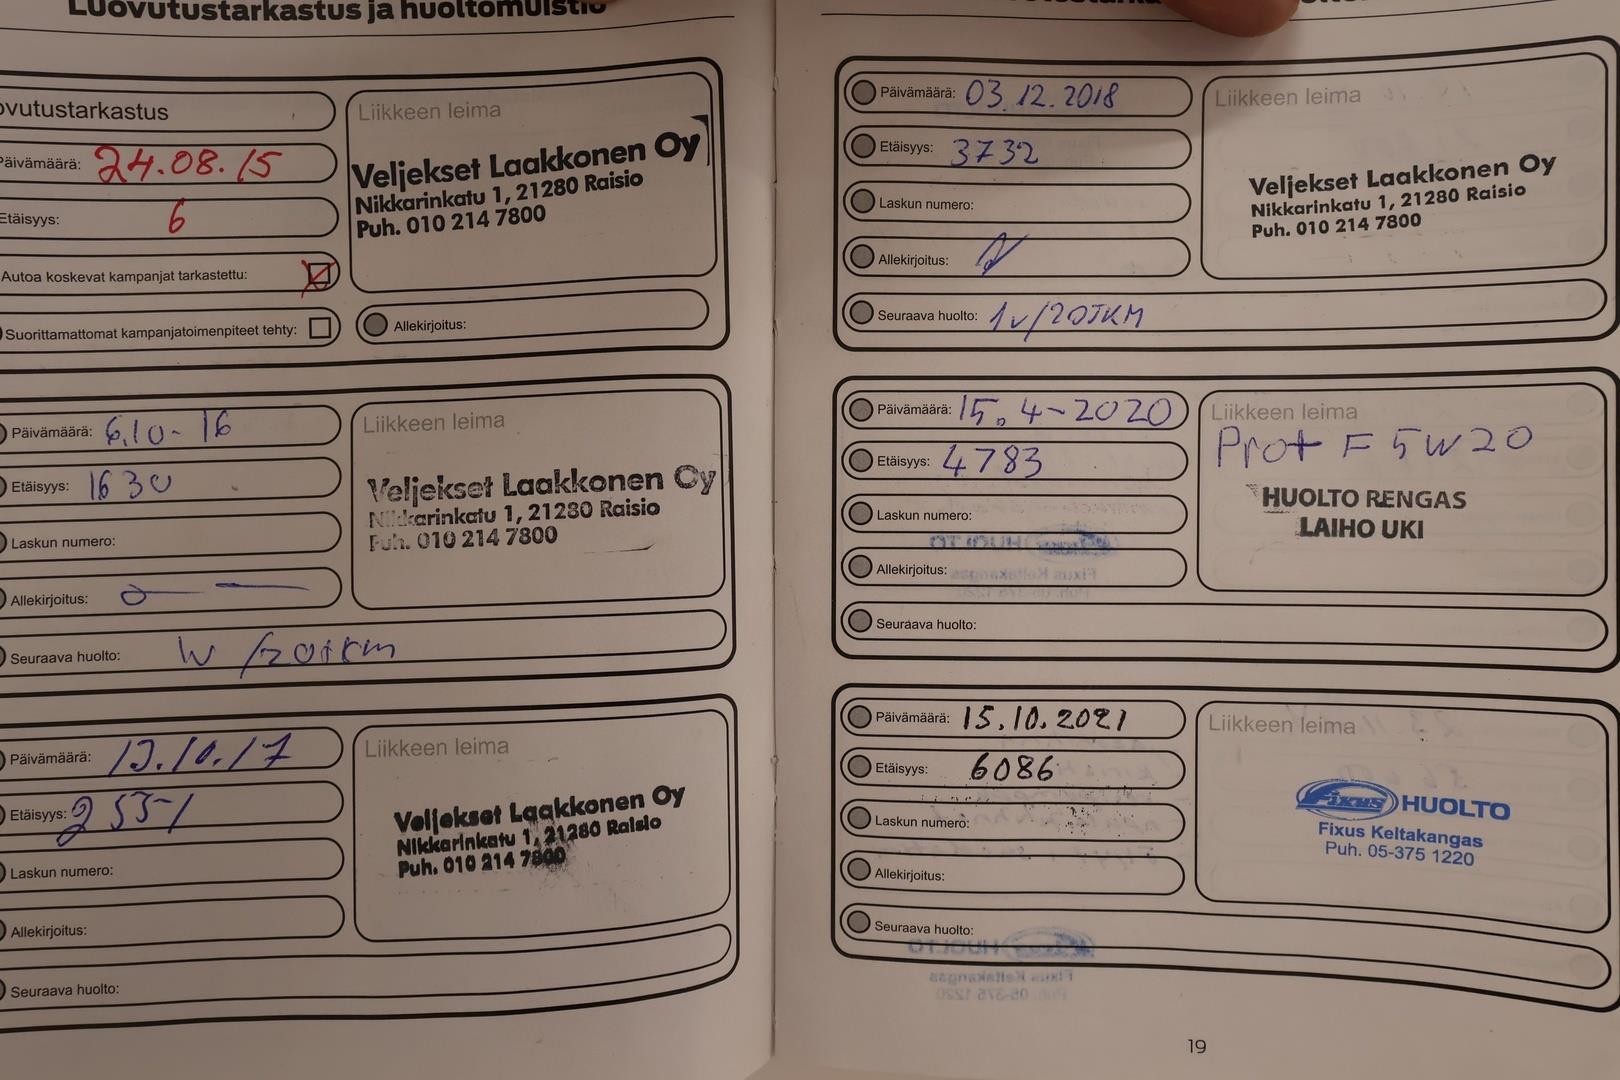 Luovutustarkastus ja huoltomuistio
ovutustarkastus
Päivämäärä: 24.08.15
Etäisyys: 6
Autoa koskevat kampanjat tarkastettu:
Suorittamattomat kampanjatoimenpiteet tehty:
Liikkeen leima
Veljekset Laakkonen Oy
Nikkarinkatu 1, 21280 Raisio
Puh. 010 214 7800
Allekirjoitus:
Päivämäärä: 6.10-16
Etäisyys: 1630
Laskun numero:
Allekirjoitus:
Seuraava huolto: /20tkm
Liikkeen leima
Veljekset Laakkonen Oy
Nikkarinkatu 1, 21280 Raisio
Puh. 010 214 7800
Päivämäärä: 13.10.17
Etäisyys: 2551
Laskun numero:
Allekirjoitus:
Seuraava huolto:
Liikkeen leima
Veljekset Laakkonen Oy
Nikkarinkatu 1, 21280 Raisio
Puh. 010 214 7800
Päivämäärä: 03.12.2018
Etäisyys: 3732
Laskun numero:
Allekirjoitus:
Seuraava huolto: 1v/20TKM
Liikkeen leima
Veljekset Laakkonen Oy
Nikkarinkatu 1, 21280 Raisio
Puh. 010 214 7800
Päivämäärä: 15.4-2020
Etäisyys: 4783
Laskun numero:
Allekirjoitus:
Seuraava huolto:
Liikkeen leima
Prot F 5W20
HUOLTO RENGAS
LAIHO UKI
Päivämäärä: 15.10.2021
Etäisyys: 6086
Laskun numero:
Allekirjoitus:
Seuraava huolto:
Liikkeen leima
Fixus HUOLTO
Fixus Keltakangas
Puh. 05-375 1220
19